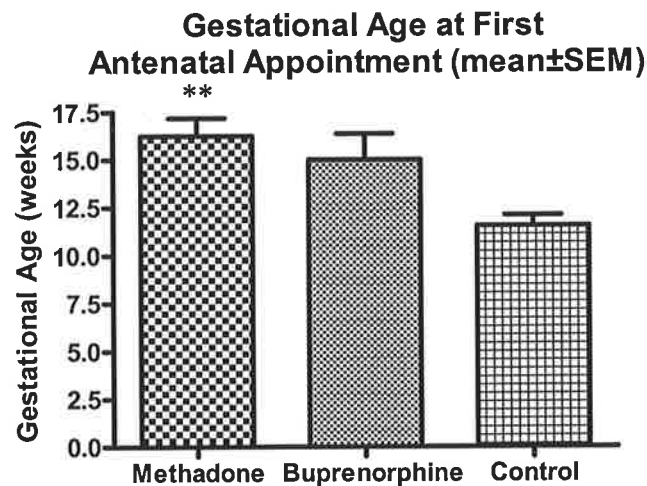 Gestational Age at First
Antenatal Appointment (mean±SEM)
**
Gestational Age (weeks)
17.5
15.0
12.5
10.0
7.5
5.0
2.5
0.0
Methadone Buprenorphine Control